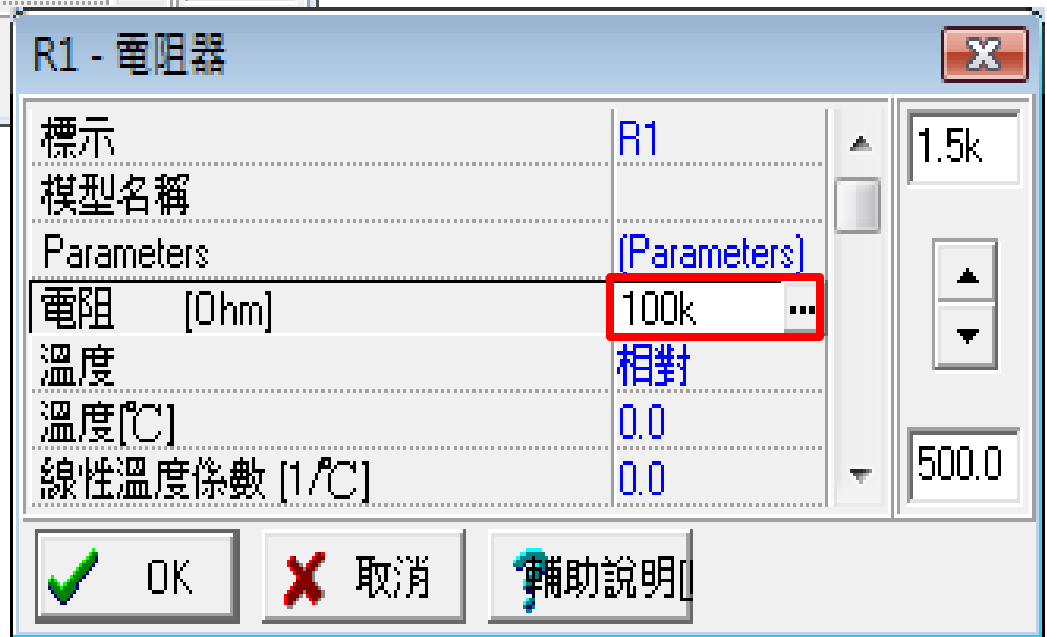 R1 - 電阻器
標示 R1
模型名稱
Parameters (Parameters)
電阻 [Ohm] 100k ...
溫度 相對
溫度[℃] 0.0
線性溫度係數 [1/℃] 0.0
1.5k
500.0
OK 取消 輔助說明[